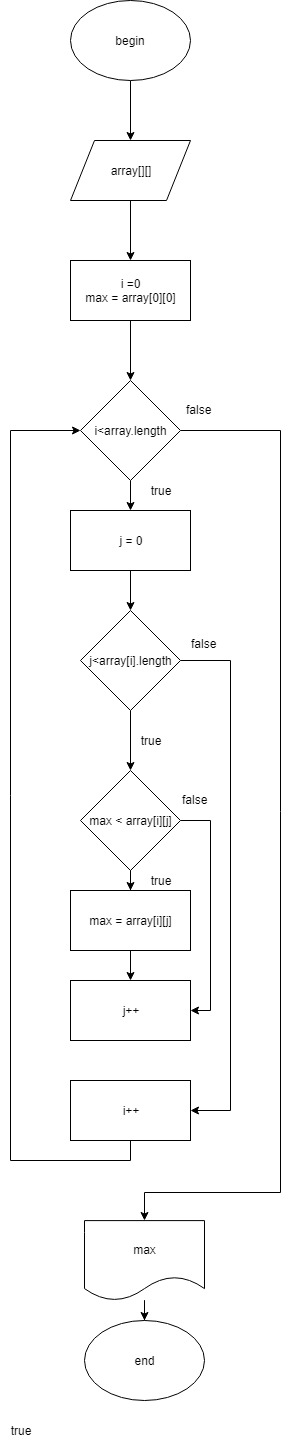 begin
array[][]
i =0
max = array[0][0]
false
i<array.length
true
j = 0
false
j<array[i].length
true
false
max < array[i][j]
true
max = array[i][j]
j++
i++
max
end
true